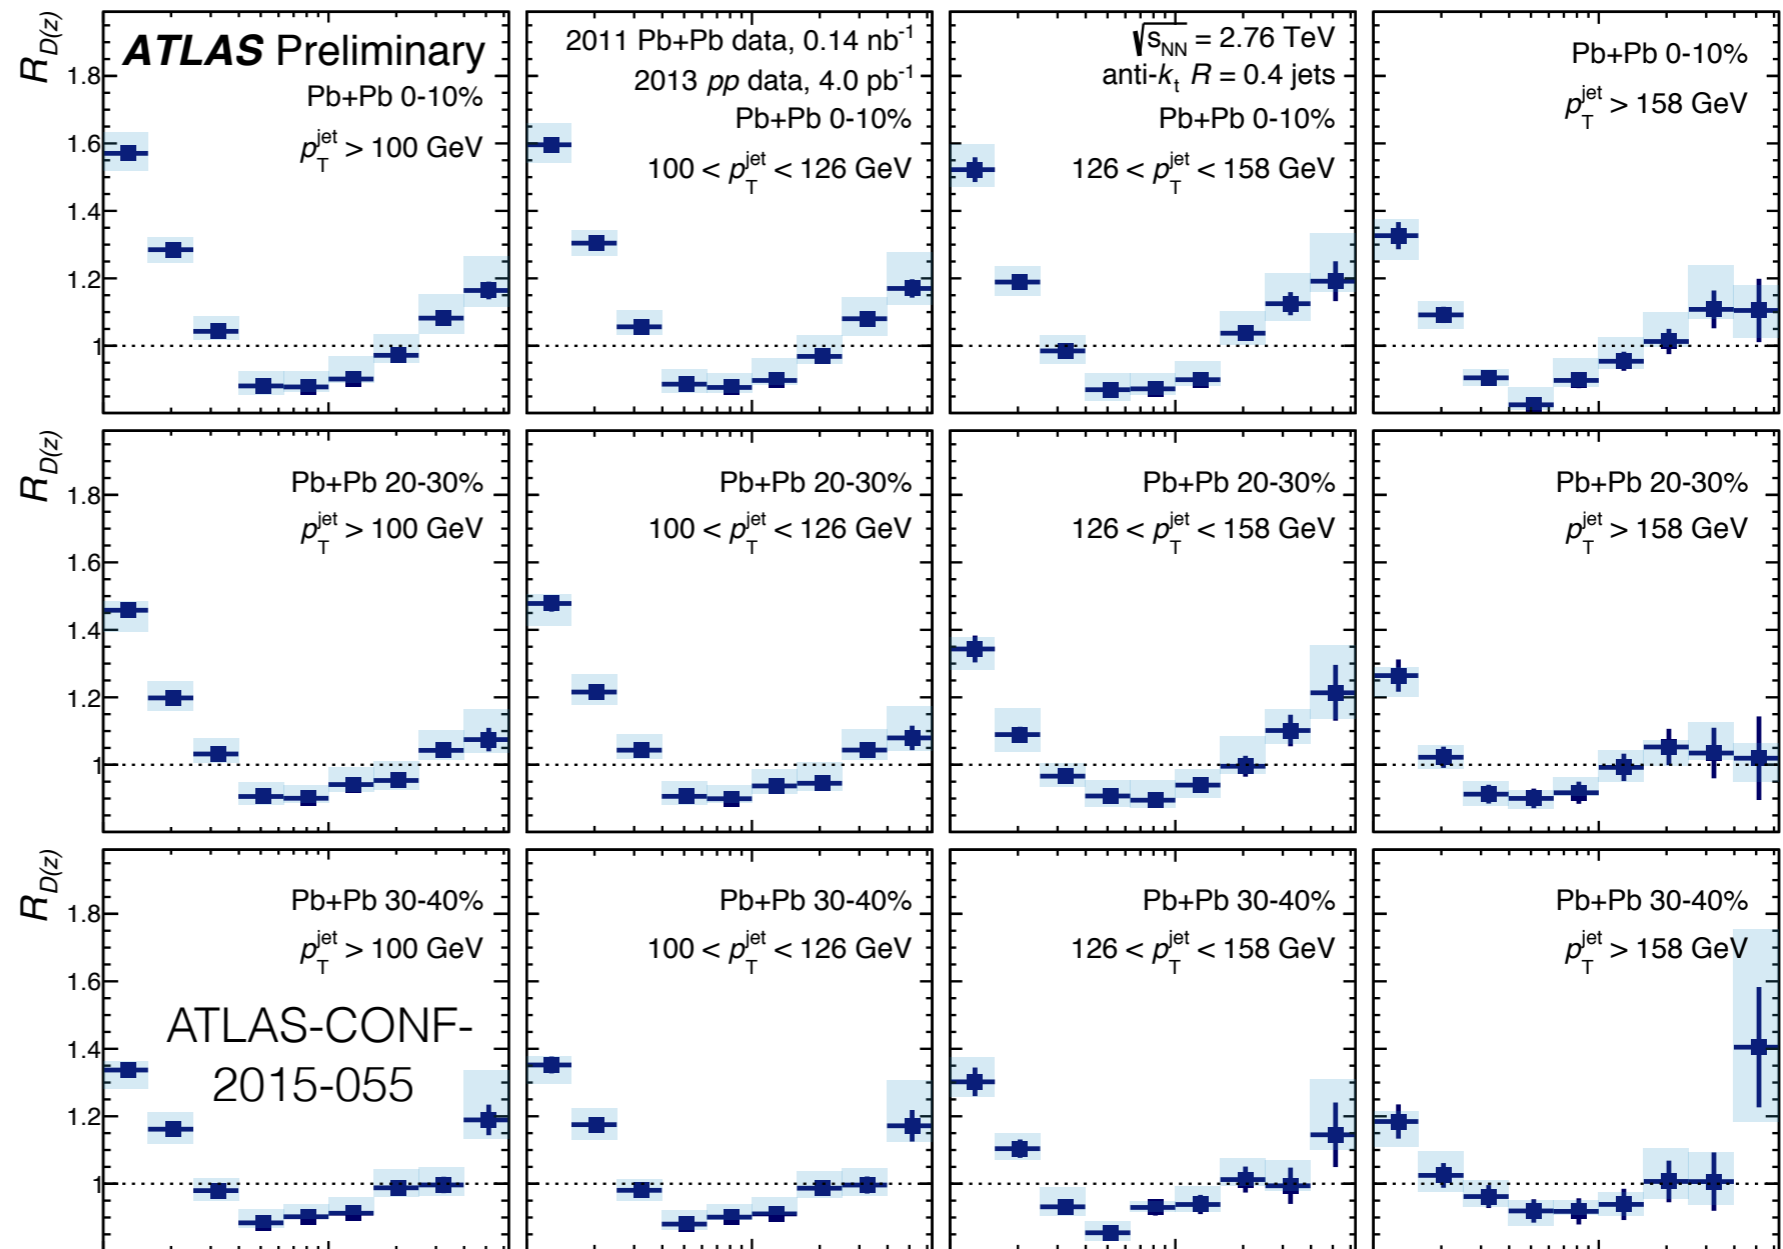 R_D(z)
ATLAS Preliminary
Pb+Pb 0-10%
p_T^jet > 100 GeV
1.8
1.6
1.4
1.2
1
2011 Pb+Pb data, 0.14 nb⁻¹
2013 pp data, 4.0 pb⁻¹
Pb+Pb 0-10%
100 < p_T^jet < 126 GeV
√s_NN = 2.76 TeV
anti-k_t R = 0.4 jets
Pb+Pb 0-10%
126 < p_T^jet < 158 GeV
Pb+Pb 0-10%
p_T^jet > 158 GeV
R_D(z)
1.8
1.6
1.4
1.2
1
Pb+Pb 20-30%
p_T^jet > 100 GeV
Pb+Pb 20-30%
100 < p_T^jet < 126 GeV
Pb+Pb 20-30%
126 < p_T^jet < 158 GeV
Pb+Pb 20-30%
p_T^jet > 158 GeV
R_D(z)
1.8
1.6
1.4
1.2
1
Pb+Pb 30-40%
p_T^jet > 100 GeV
ATLAS-CONF-
2015-055
Pb+Pb 30-40%
100 < p_T^jet < 126 GeV
Pb+Pb 30-40%
126 < p_T^jet < 158 GeV
Pb+Pb 30-40%
p_T^jet > 158 GeV